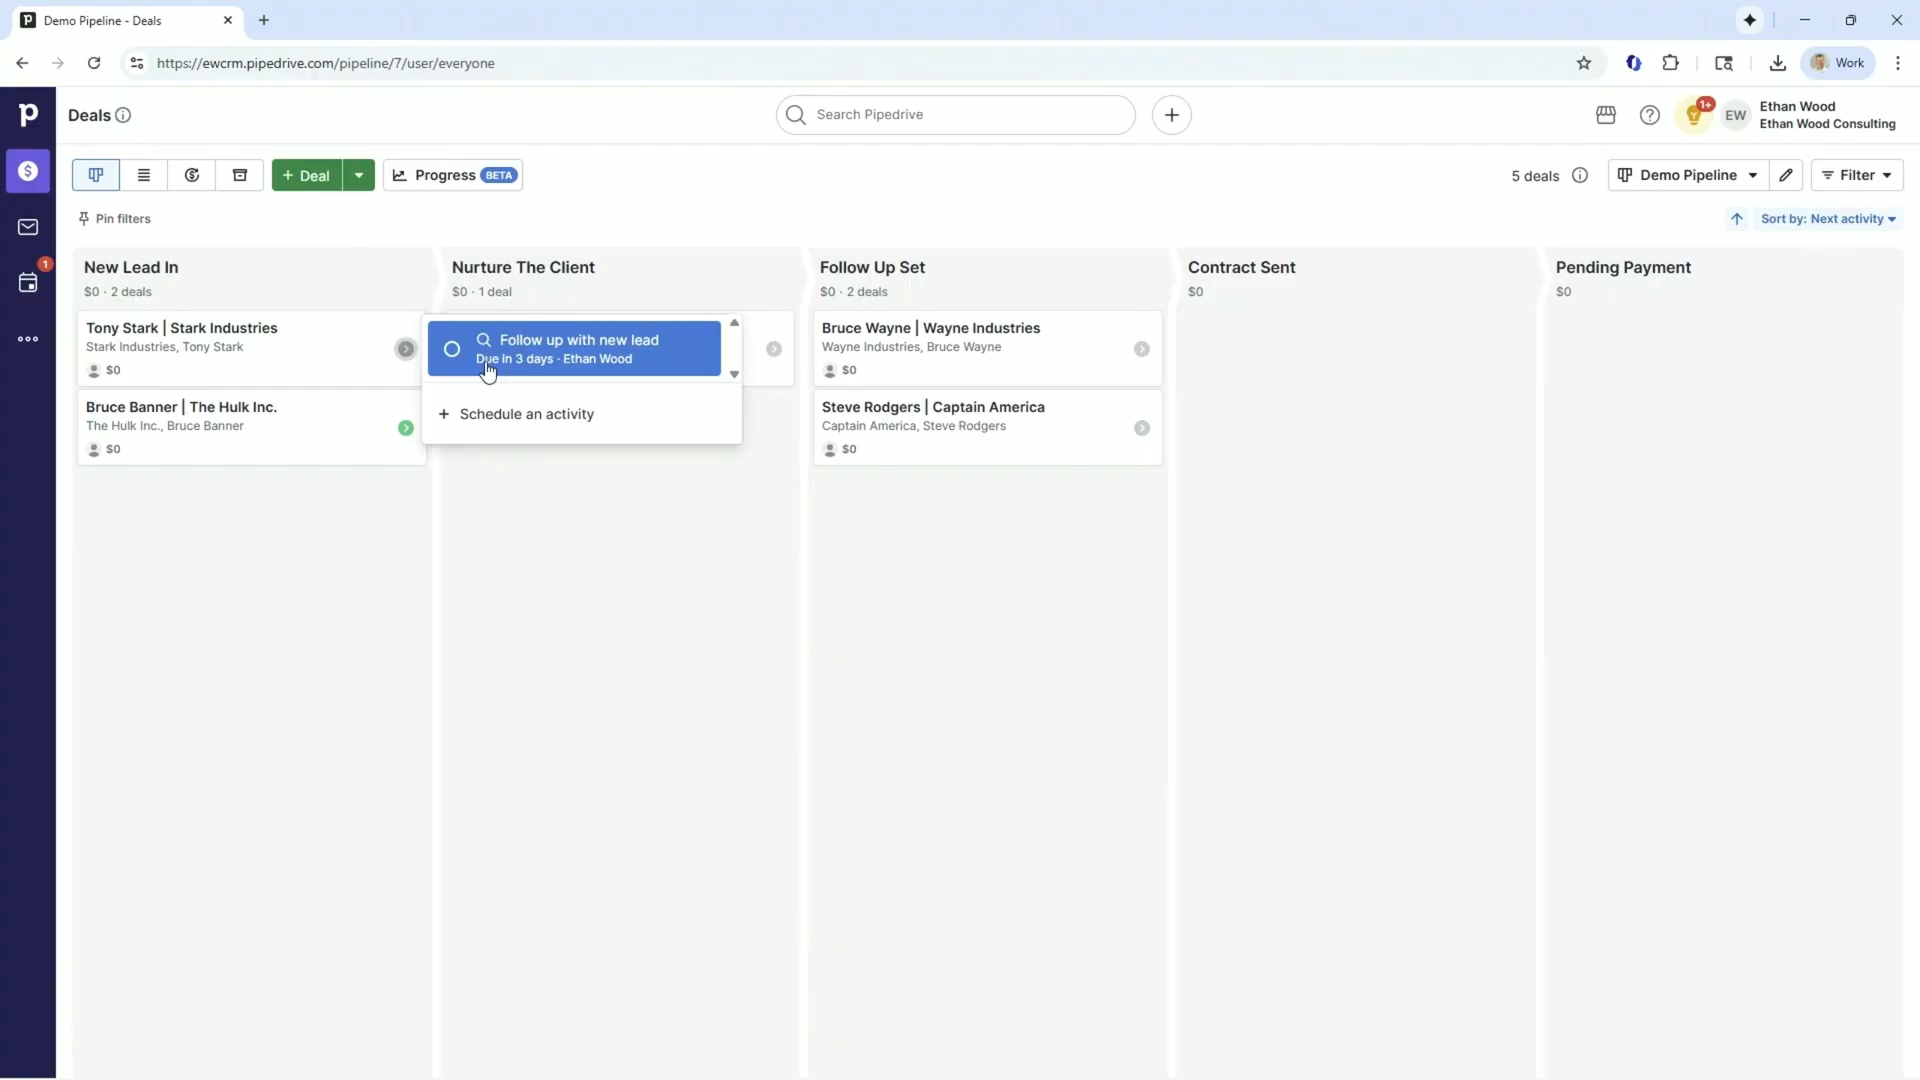 Demo Pipeline - Deals
https://ewcrm.pipedrive.com/pipeline/7/user/everyone
Work
p
Deals
Search Pipedrive
1+
EW
Ethan Wood
Ethan Wood Consulting
+ Deal
Progress BETA
5 deals
Demo Pipeline
Filter
Pin filters
Sort by: Next activity
1
New Lead In
$0 · 2 deals
Tony Stark | Stark Industries
Stark Industries, Tony Stark
$0
Bruce Banner | The Hulk Inc.
The Hulk Inc., Bruce Banner
$0
Nurture The Client
$0 · 1 deal
Follow up with new lead
Due in 3 days · Ethan Wood
+ Schedule an activity
Follow Up Set
$0 · 2 deals
Bruce Wayne | Wayne Industries
Wayne Industries, Bruce Wayne
$0
Steve Rodgers | Captain America
Captain America, Steve Rodgers
$0
Contract Sent
$0
Pending Payment
$0